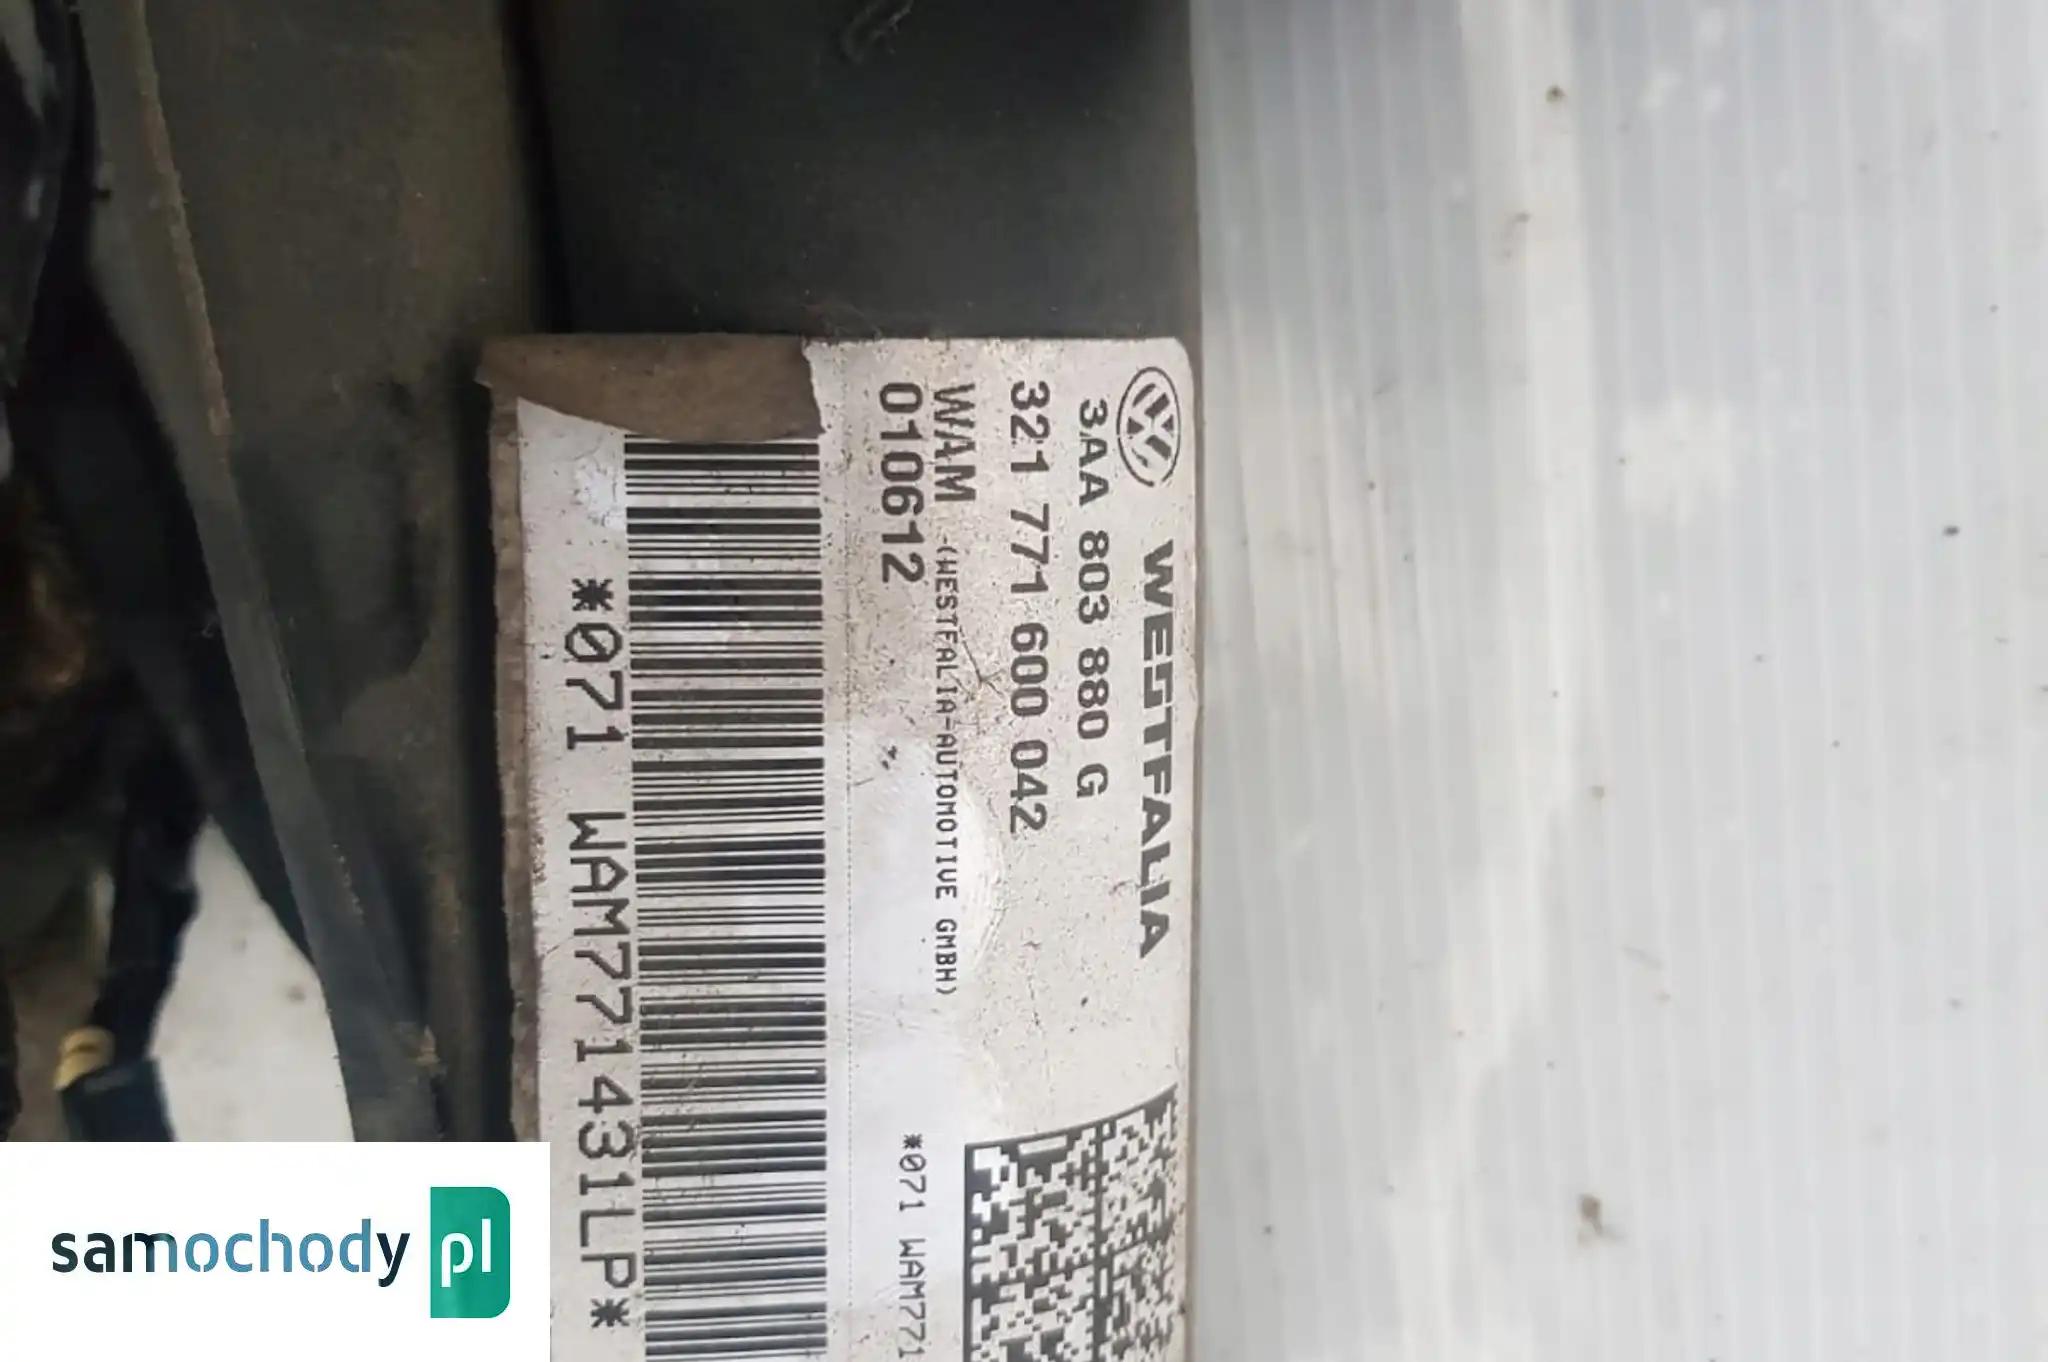 WESTFALIA
3AA 803 880 G
321 771 600 042
WAM (WESTFALIA-AUTOMOTIVE GMBH)
010612
*071 WAM771
*071 WAM771431LP*
samochody pl